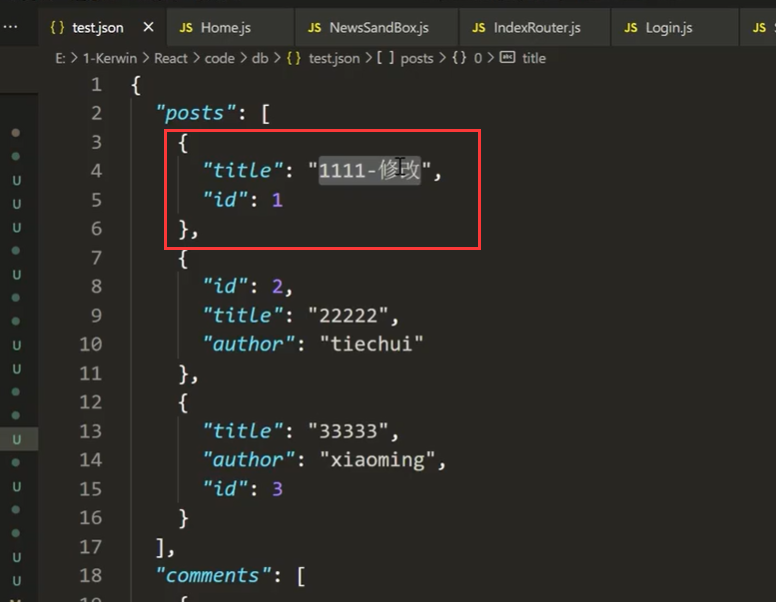 ··· {} test.json × JS Home.js JS NewsSandBox.js JS IndexRouter.js JS Login.js JS
E: > 1-Kerwin > React > code > db > {} test.json > [ ] posts > {} 0 > abc title
1 {
2 "posts": [
3 {
4 "title": "1111-修改",
5 "id": 1
6 },
7 {
8 "id": 2,
9 "title": "22222",
10 "author": "tiechui"
11 },
12 {
13 "title": "33333",
14 "author": "xiaoming",
15 "id": 3
16 }
17 ],
18 "comments": [
U
U
U
U
U
U
U
U
U
U